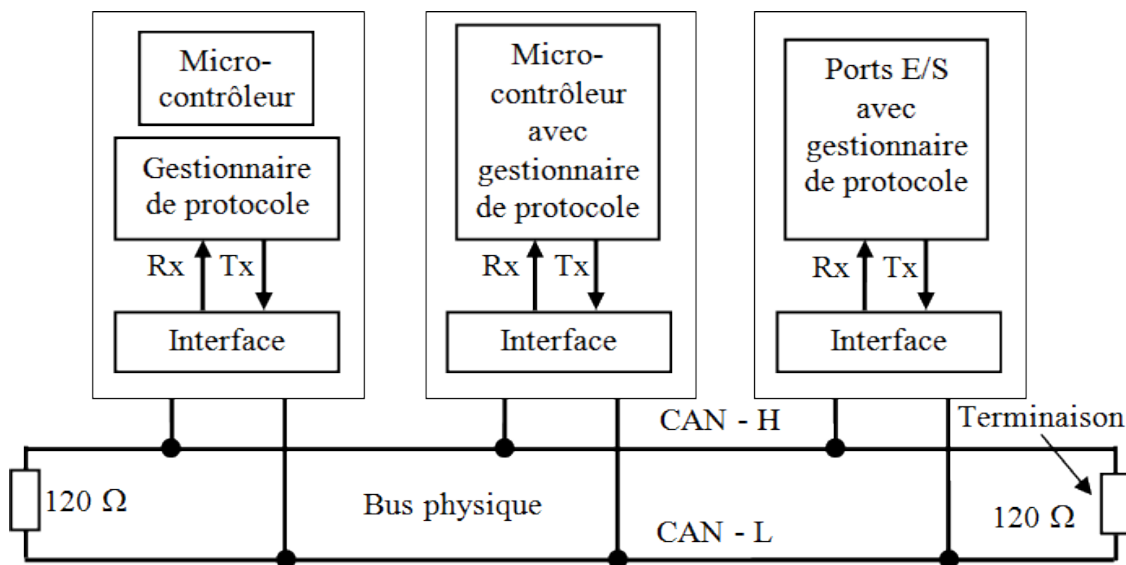 Micro-
contrôleur
Gestionnaire
de protocole
Rx Tx
Interface
Micro-
contrôleur
avec
gestionnaire
de protocole
Rx Tx
Interface
Ports E/S
avec
gestionnaire
de protocole
Rx Tx
Interface
CAN - H
Terminaison
120 Ω
Bus physique
120 Ω
CAN - L